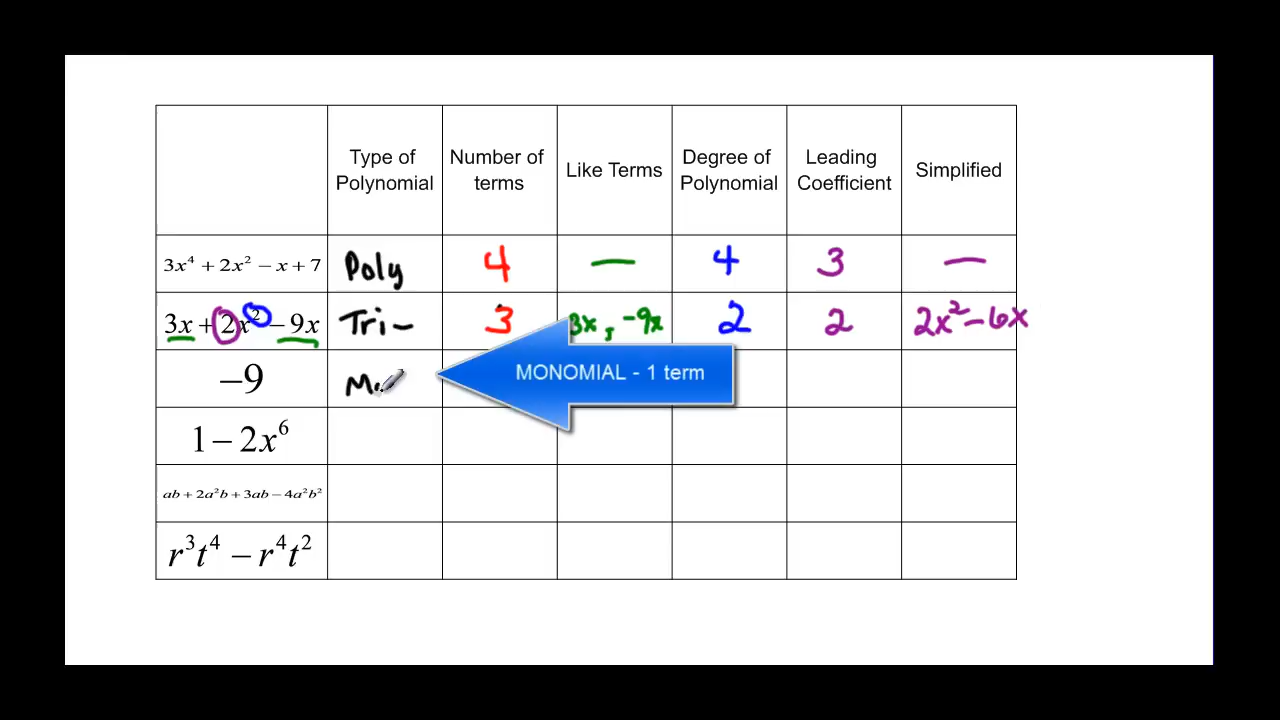 Type of Polynomial
Number of terms
Like Terms
Degree of Polynomial
Leading Coefficient
Simplified
3x⁴ + 2x² − x + 7 Poly 4 — 4 3 —
3x + 2x² − 9x Tri- 3 3x, -9x 2 2 2x² - 6x
−9 MONOMIAL - 1 term
1 − 2x⁶
ab + 2a²b + 3ab − 4a²b²
r³t⁴ − r⁴t²